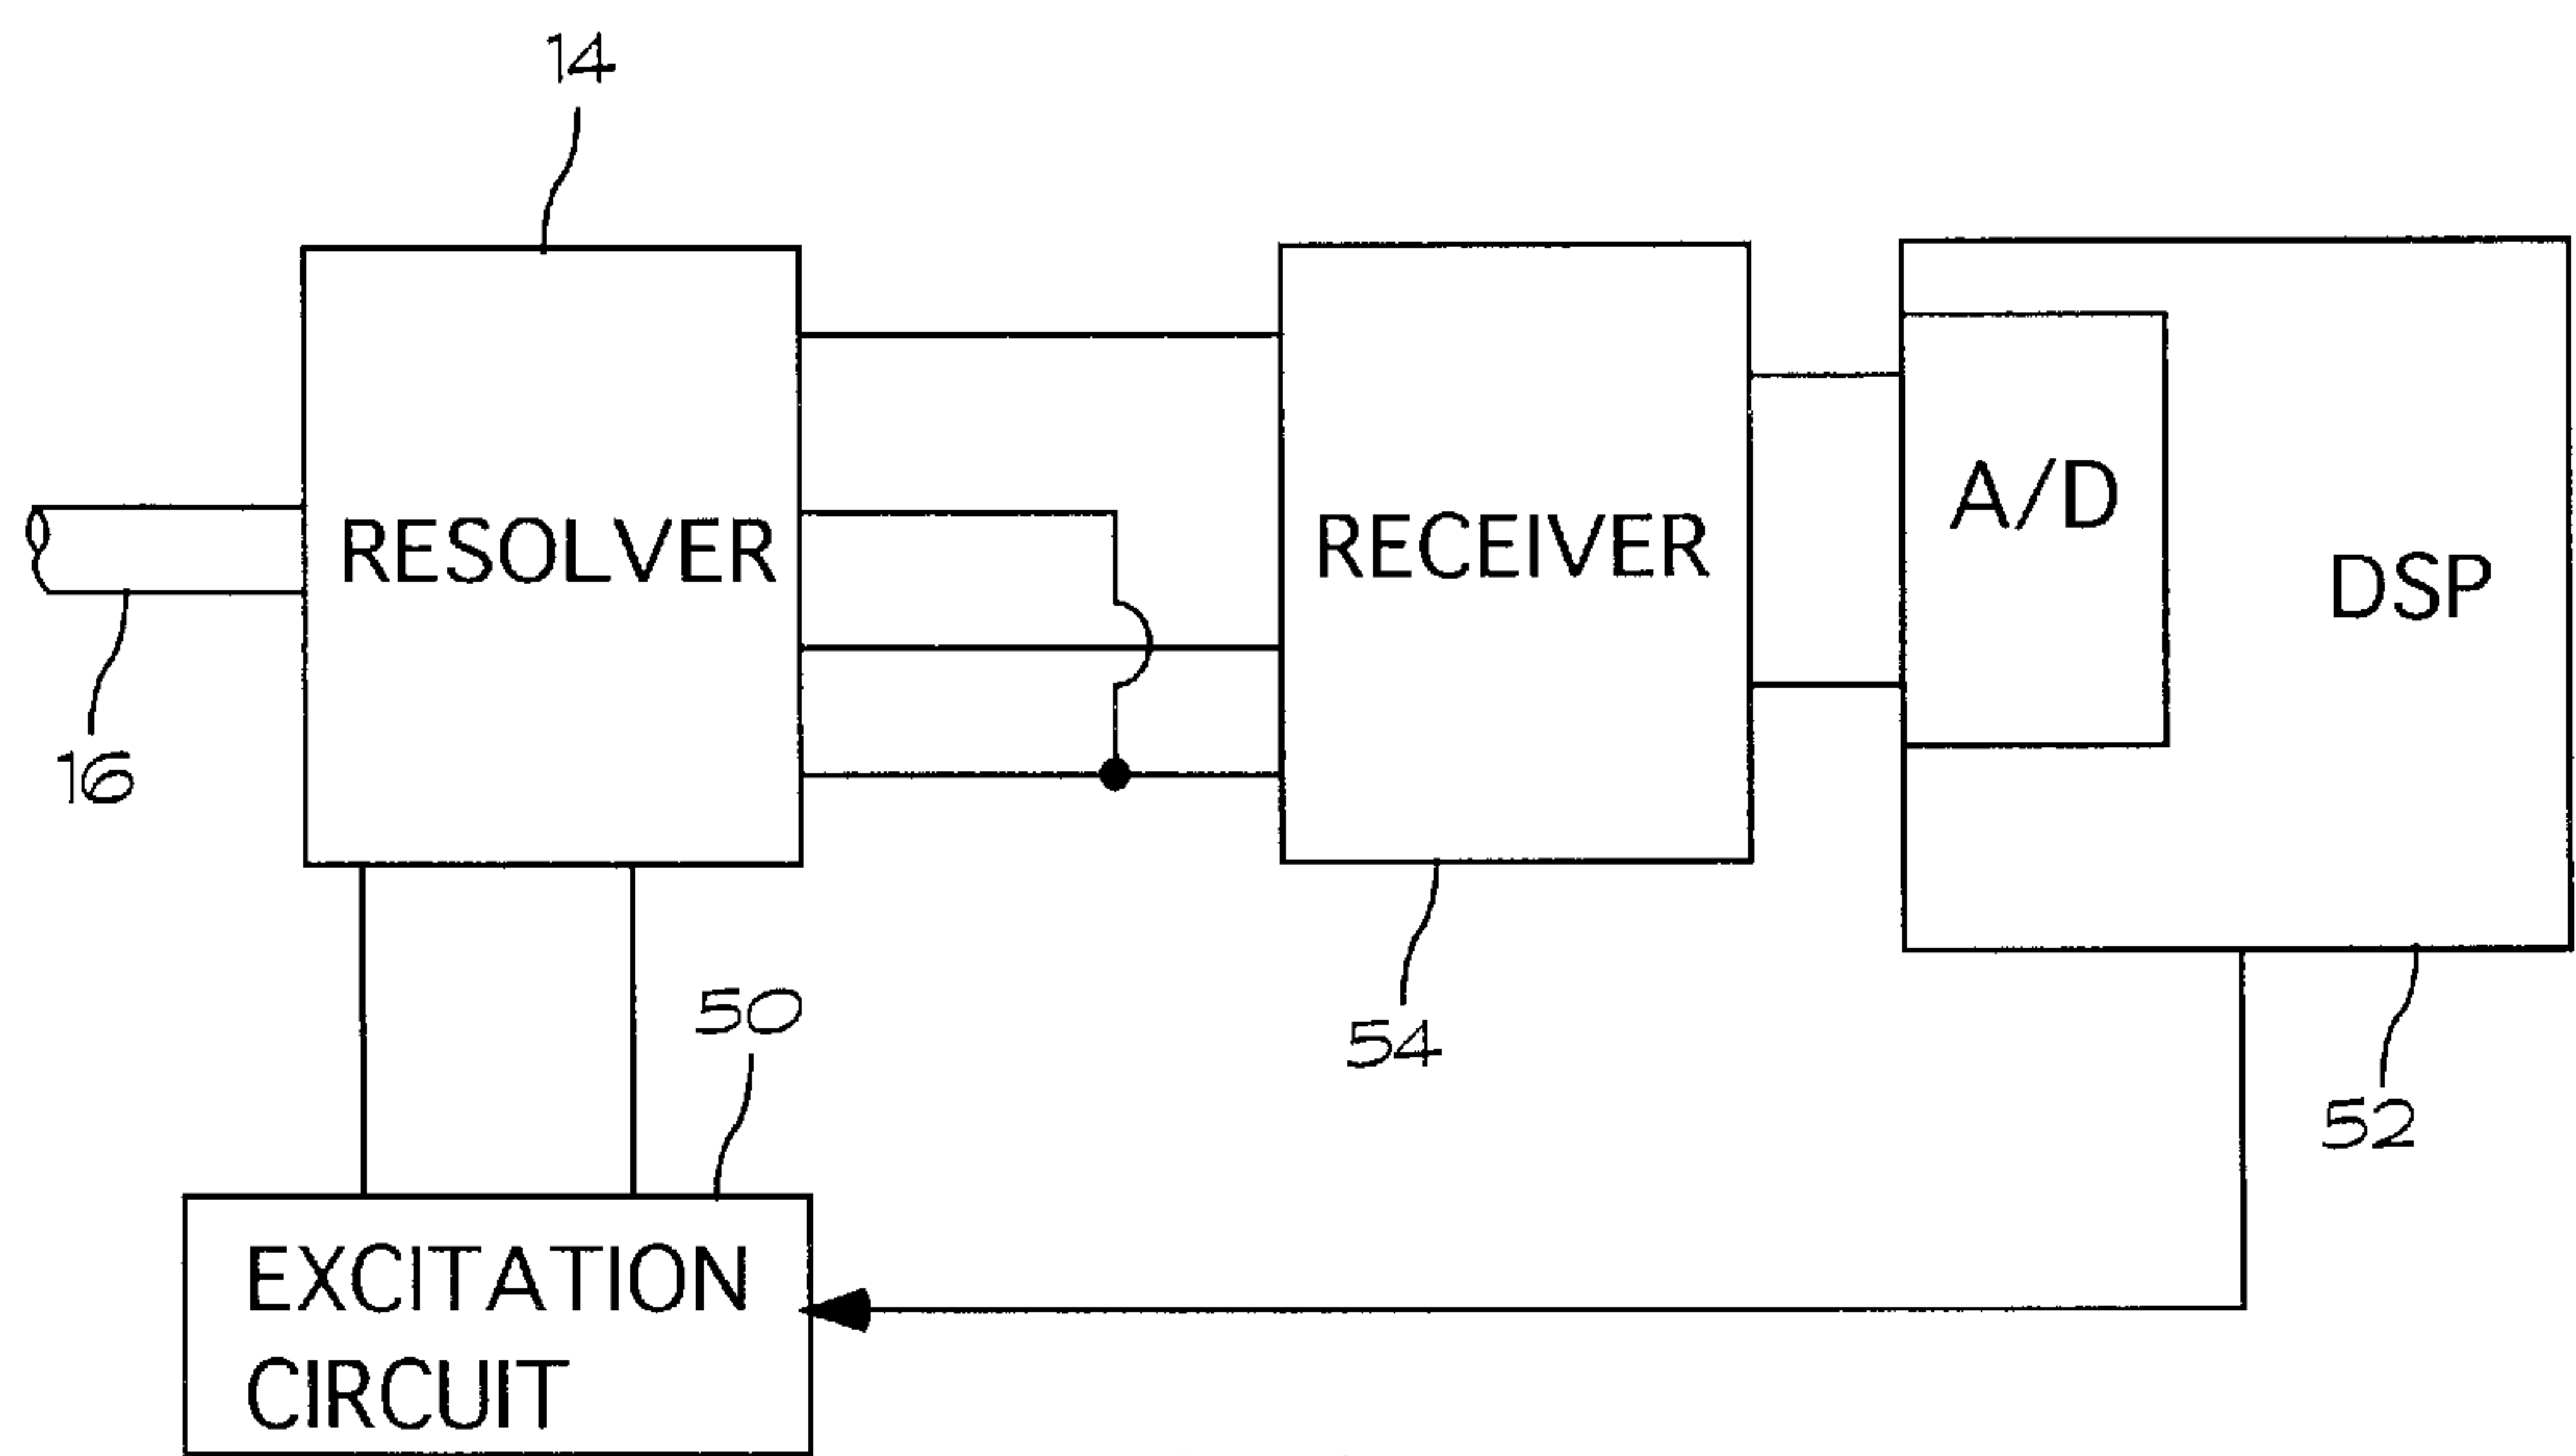 14
RESOLVER
RECEIVER
A/D
DSP
16
50
54
52
EXCITATION
CIRCUIT